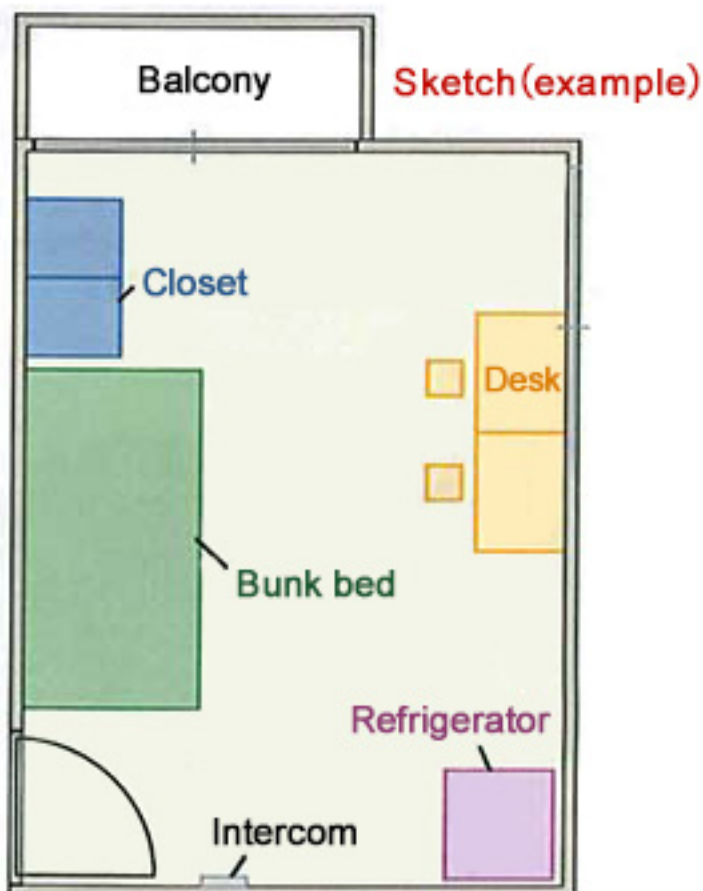 Balcony
Sketch(example)
Closet
Desk
Bunk bed
Refrigerator
Intercom